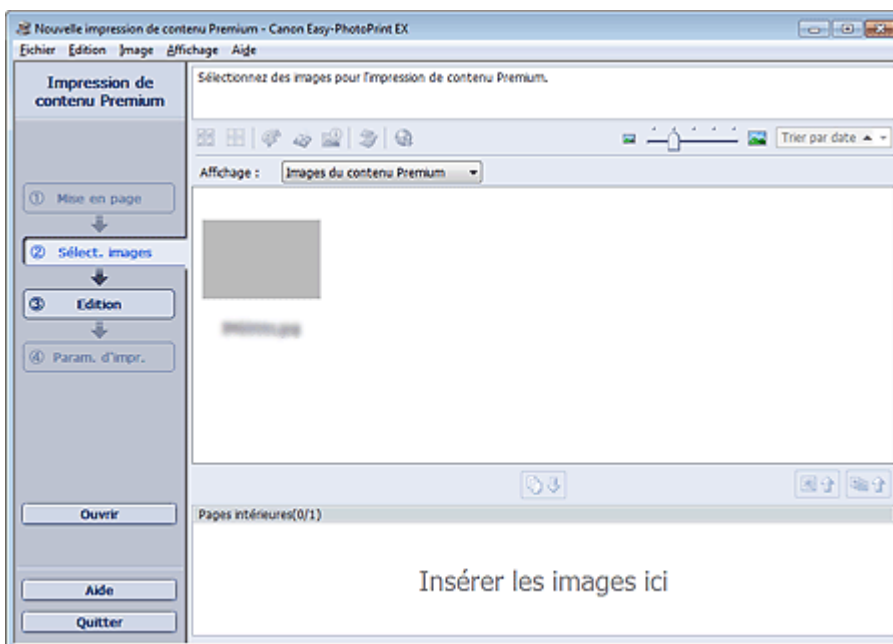 Nouvelle impression de contenu Premium - Canon Easy-PhotoPrint EX
Fichier Edition Image Affichage Aide
Impression de
contenu Premium
Sélectionnez des images pour l'impression de contenu Premium.
Trier par date
Affichage : Images du contenu Premium
① Mise en page
② Sélect. images
③ Edition
④ Param. d'impr.
Ouvrir
Pages intérieures(0/1)
Insérer les images ici
Aide
Quitter